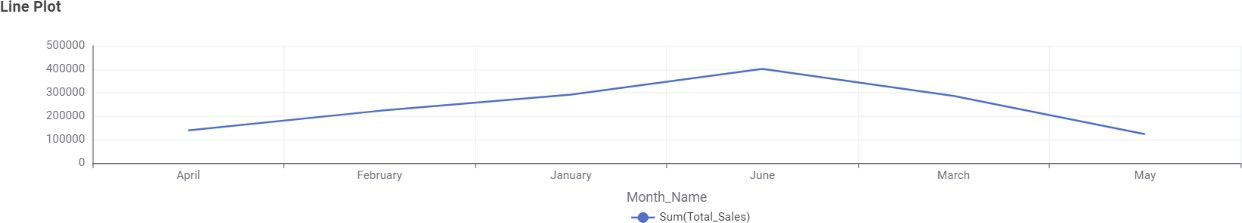 Line Plot
500000
400000
300000
200000
100000
0
April February January June March May
Month_Name
Sum(Total_Sales)